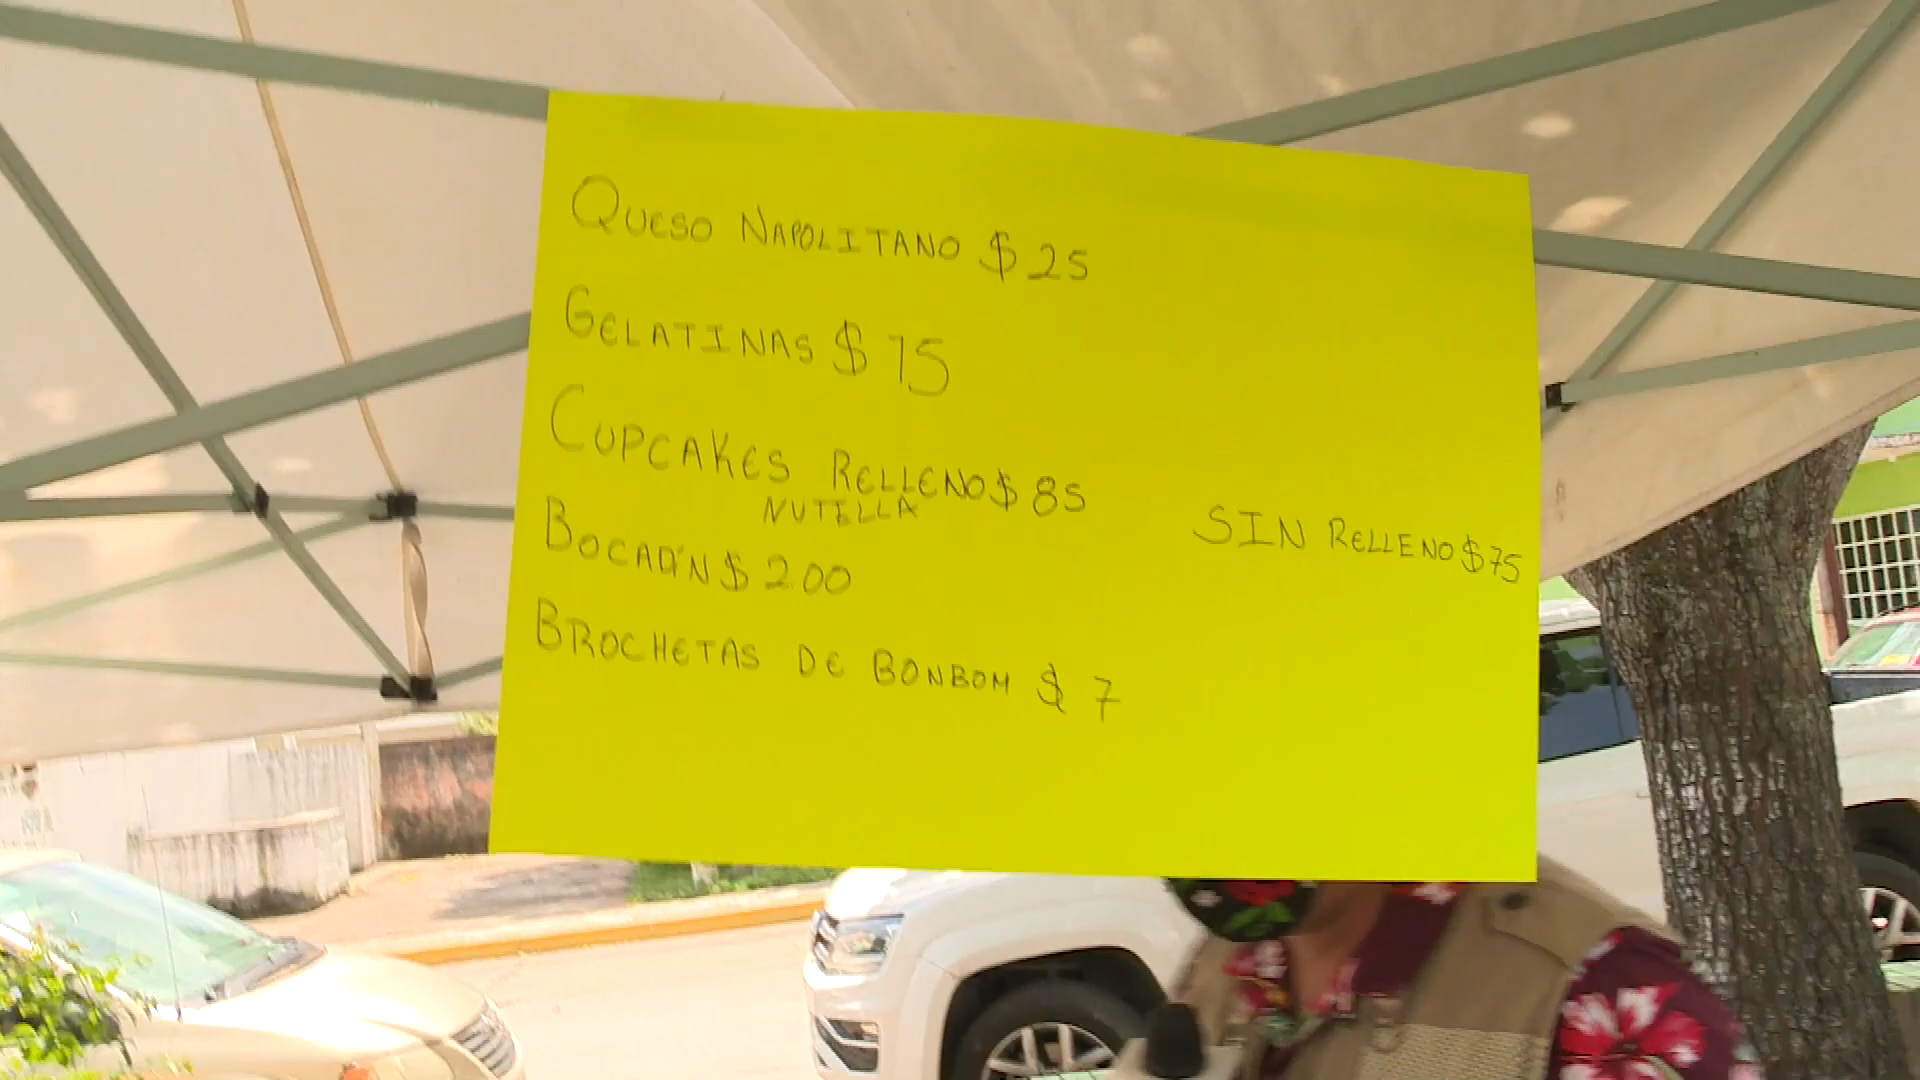 QUESO NAPOLITANO $25
GELATINAS $15
CUPCAKES RELLENO $85
NUTELLA
SIN RELLENO $75
BOCADÍN $200
BROCHETAS DE BONBOM $7